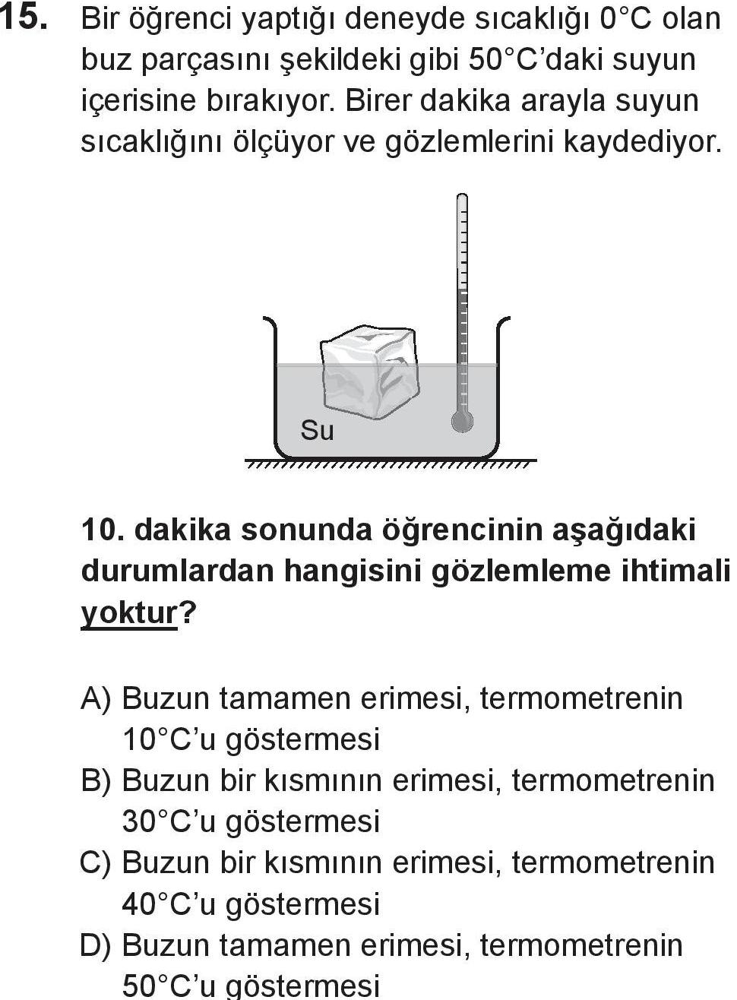 15. Bir öğrenci yaptığı deneyde sıcaklığı 0°C olan
buz parçasını şekildeki gibi 50°C’daki suyun
içerisine bırakıyor. Birer dakika arayla suyun
sıcaklığını ölçüyor ve gözlemlerini kaydediyor.
Su
10. dakika sonunda öğrencinin aşağıdaki
durumlardan hangisini gözlemleme ihtimali
yoktur?
A) Buzun tamamen erimesi, termometrenin
10°C’u göstermesi
B) Buzun bir kısmının erimesi, termometrenin
30°C’u göstermesi
C) Buzun bir kısmının erimesi, termometrenin
40°C’u göstermesi
D) Buzun tamamen erimesi, termometrenin
50°C’u göstermesi